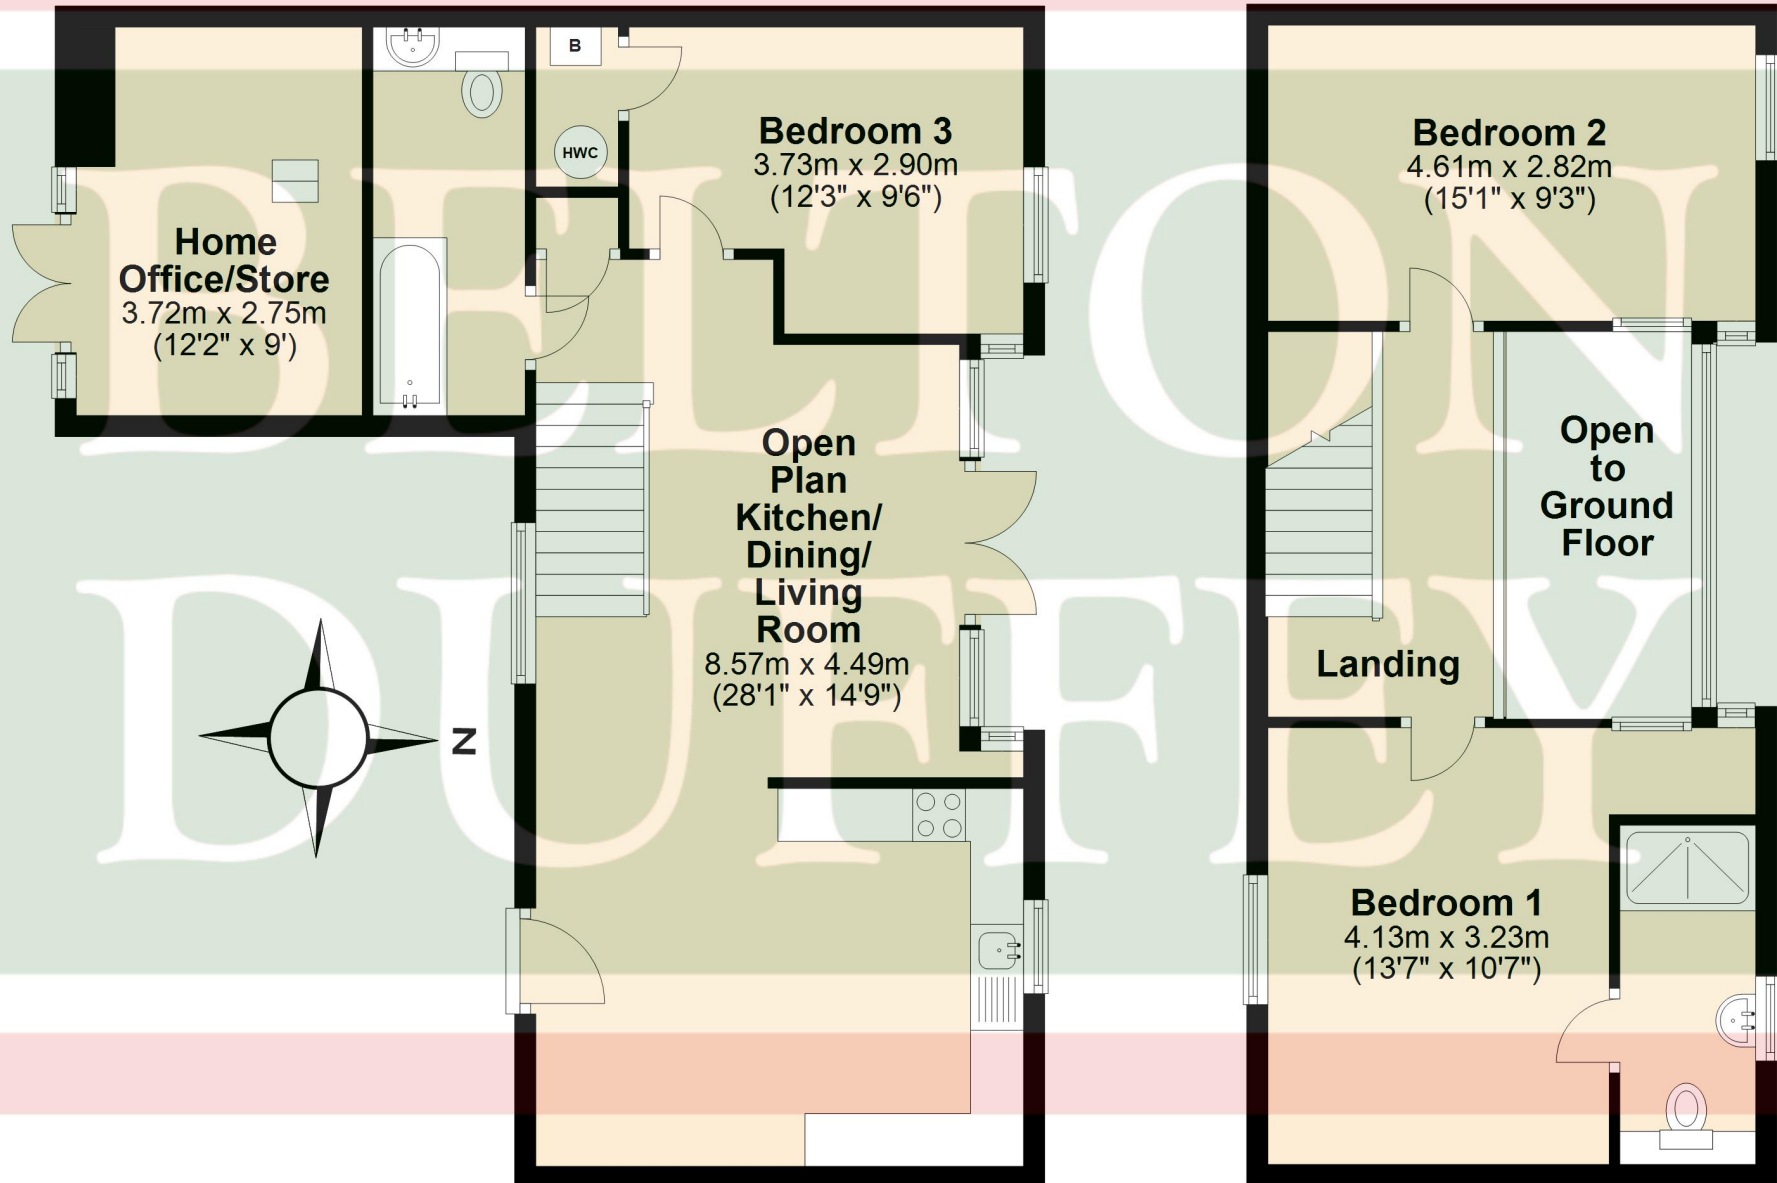 B
HWC
Bedroom 3
3.73m x 2.90m
(12'3" x 9'6")
Home
Office/Store
3.72m x 2.75m
(12'2" x 9')
Open
Plan
Kitchen/
Dining/
Living
Room
8.57m x 4.49m
(28'1" x 14'9")
N
Bedroom 2
4.61m x 2.82m
(15'1" x 9'3")
Open
to
Ground
Floor
Landing
Bedroom 1
4.13m x 3.23m
(13'7" x 10'7")
BELTON
DUFFEY